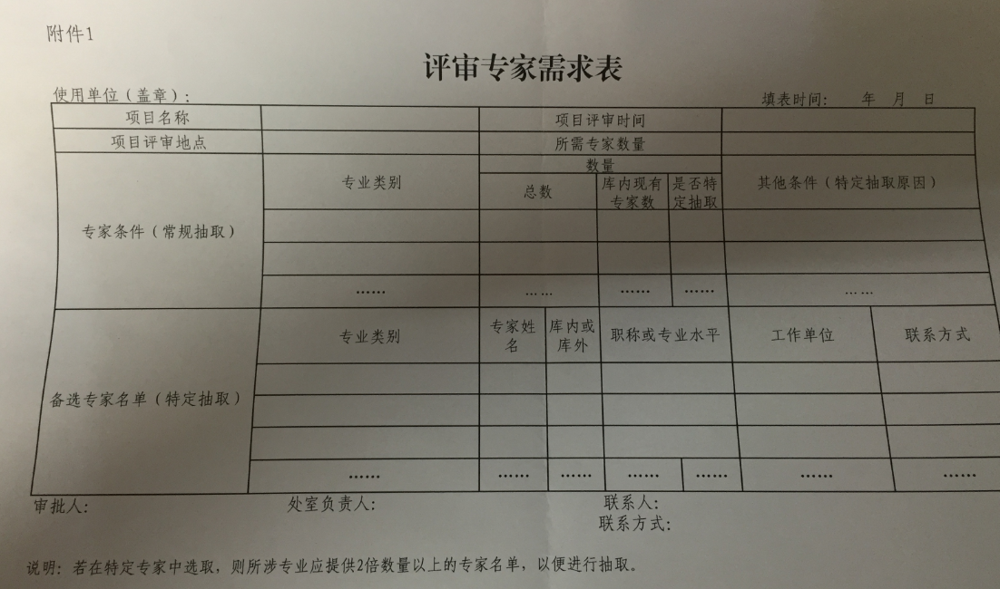 附件1
评审专家需求表
使用单位（盖章）： 填表时间： 年 月 日
项目名称 项目评审时间
项目评审地点 所需专家数量
专家条件（常规抽取） 专业类别 数量 其他条件（特定抽取原因）
总数 库内现有专家数 是否特定抽取
…… …… …… …… ……
备选专家名单（特定抽取） 专业类别 专家姓名 库内或库外 职称或专业水平 工作单位 联系方式
…… …… …… …… …… …… ……
审批人： 处室负责人： 联系人：
联系方式：
说明：若在特定专家中选取，则所涉专业应提供2倍数量以上的专家名单，以便进行抽取。